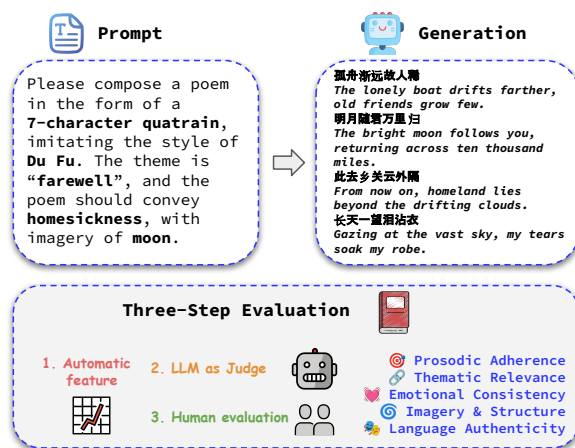 Prompt
Please compose a poem
in the form of a
7-character quatrain,
imitating the style of
Du Fu. The theme is
“farewell”, and the
poem should convey
homesickness, with
imagery of moon.
Generation
孤舟渐远故人稀
The lonely boat drifts farther,
old friends grow few.
明月随君万里归
The bright moon follows you,
returning across ten thousand
miles.
此去乡关云外隔
From now on, homeland lies
beyond the drifting clouds.
长天一望泪沾衣
Gazing at the vast sky, my tears
soak my robe.
Three-Step Evaluation
1. Automatic
feature
2. LLM as Judge
3. Human evaluation
Prosodic Adherence
Thematic Relevance
Emotional Consistency
Imagery & Structure
Language Authenticity